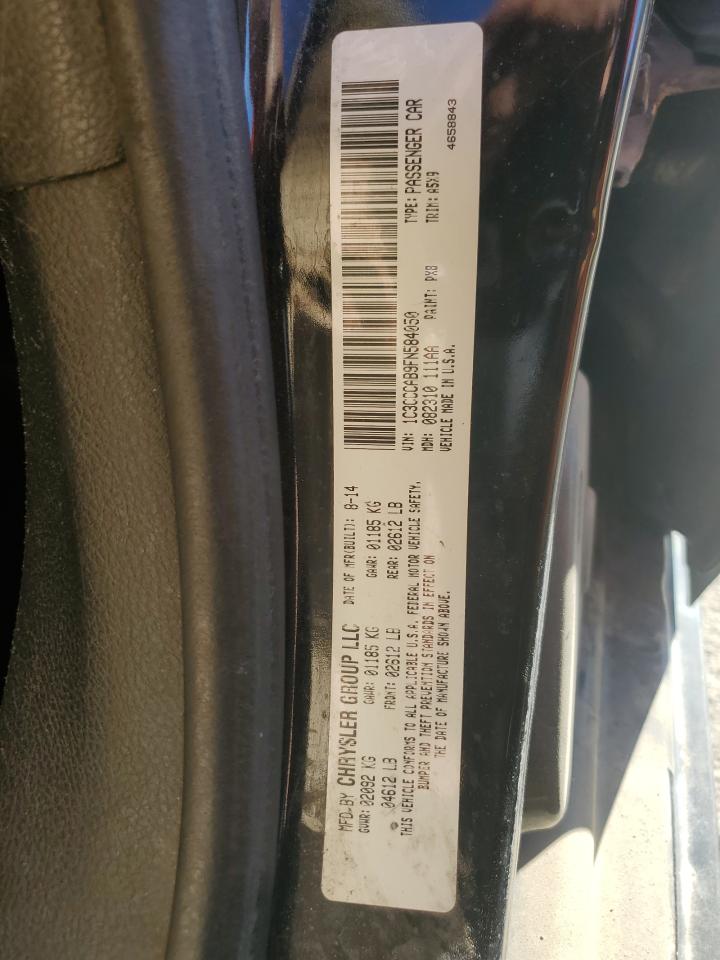 MFD BY CHRYSLER GROUP LLC DATE OF MFR(BUILT): 8-14
GVWR: 02092 KG GAWR: 01185 KG GAWR: 01185 KG
04612 LB FRONT: 02612 LB REAR: 02612 LB
THIS VEHICLE CONFORMS TO ALL APPLICABLE U.S.A. FEDERAL MOTOR VEHICLE SAFETY,
BUMPER AND THEFT PREVENTION STANDARDS IN EFFECT ON
THE DATE OF MANUFACTURE SHOWN ABOVE.
VIN: 1C3CCCAB9FN584050 TYPE: PASSENGER CAR
MDH: 082310 111AA PAINT: PX8 TRIM: A5X9
VEHICLE MADE IN U.S.A.
4658843